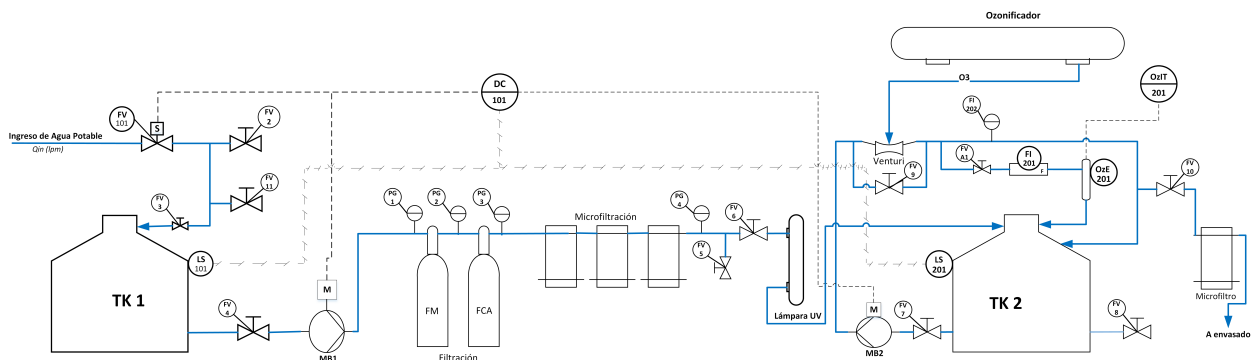 Ozonificador
O3
DC
101
OzIT
201
FV
101
S
FV
2
FI
202
Ingreso de Agua Potable
Qin (lpm)
Venturi
FV
A1
FI
201
F
OzE
201
FV
9
FV
10
FV
11
FV
3
PG
1
PG
2
PG
3
Microfiltración
PG
4
FV
6
FV
5
LS
101
LS
201
TK 1
M
FM
FCA
Lámpara UV
M
TK 2
Microfiltro
FV
4
FV
7
FV
8
MB1
Filtración
MB2
A envasado